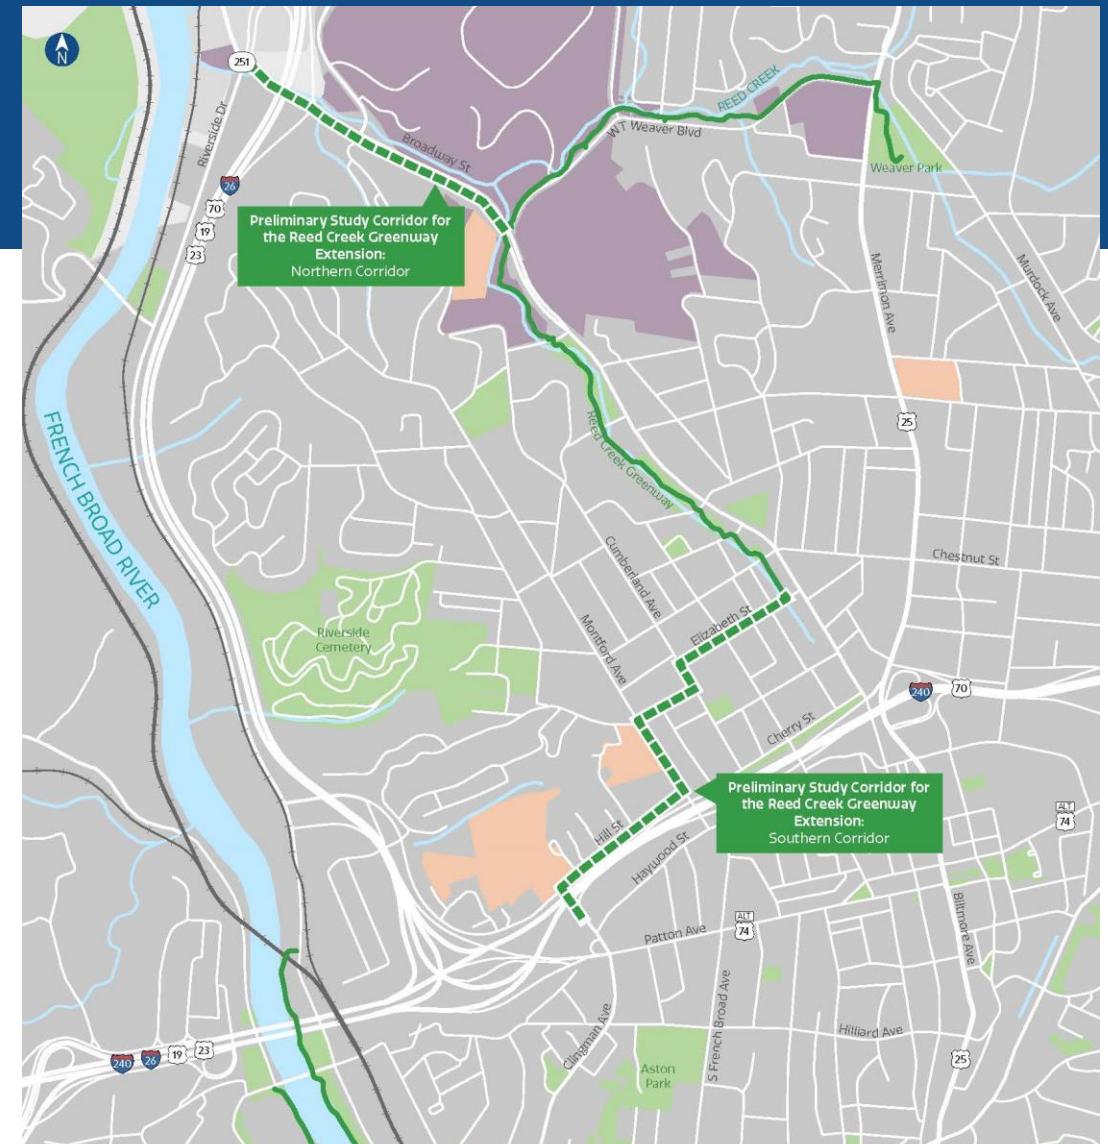 N
251
REED CREEK
WT Weaver Blvd
Broadway St
Riverside Dr
Weaver Park
26
70
19
23
Preliminary Study Corridor for
the Reed Creek Greenway
Extension:
Northern Corridor
Merrimon Ave
Murdock Ave
25
FRENCH BROAD RIVER
Reed Creek Greenway
Chestnut St
Cumberland Ave
Elizabeth St
Montford Ave
Riverside
Cemetery
240
70
Cherry St
Preliminary Study Corridor for
the Reed Creek Greenway
Extension:
Southern Corridor
ALT
74
Hill St
Haywood St
Biltmore Ave
ALT
74
Patton Ave
S French Broad Ave
Clingman Ave
Hilliard Ave
240
26
19
23
Aston
Park
25